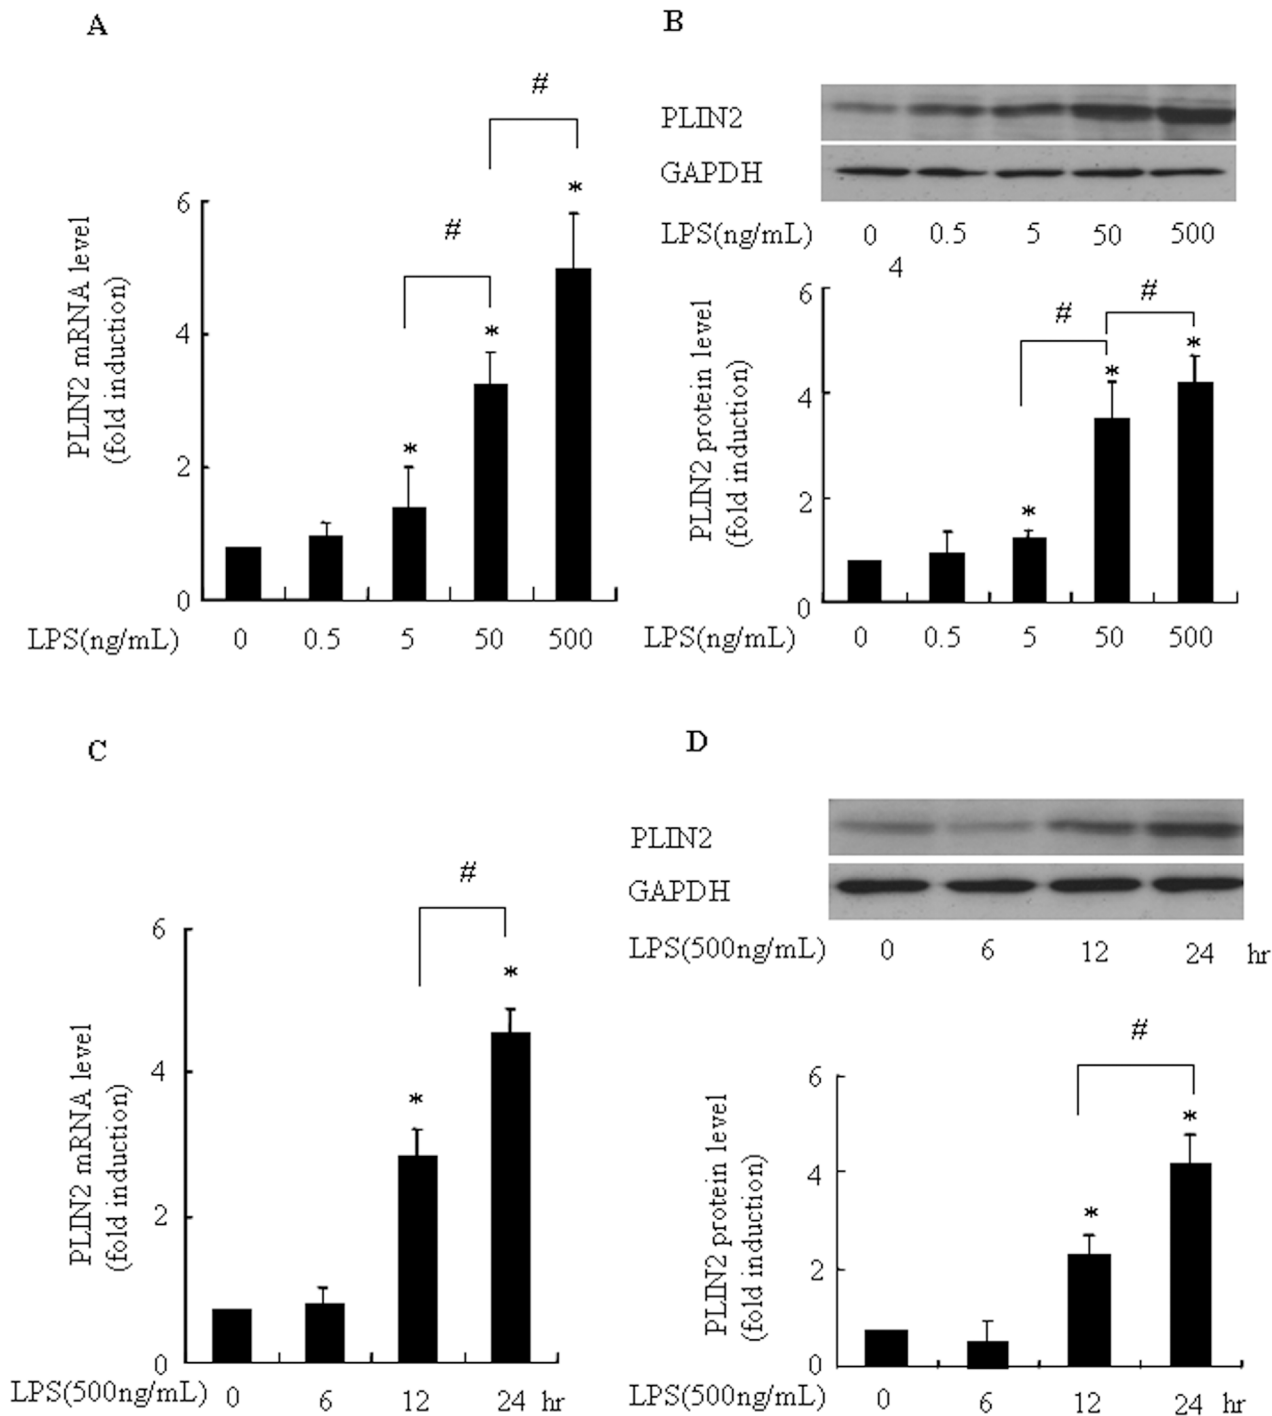 A
#
#
*
*
*
6
4
2
0
PLIN2 mRNA level
(fold induction)
LPS(ng/mL) 0 0.5 5 50 500
B
PLIN2
GAPDH
LPS(ng/mL) 0 0.5 5 50 500
4
#
#
*
*
*
6
4
2
0
PLIN2 protein level
(fold induction)
LPS(ng/mL) 0 0.5 5 50 500
C
#
*
*
6
4
2
0
PLIN2 mRNA level
(fold induction)
LPS(500ng/mL) 0 6 12 24 hr
D
PLIN2
GAPDH
LPS(500ng/mL) 0 6 12 24 hr
#
*
*
6
4
2
0
PLIN2 protein level
(fold induction)
LPS(500ng/mL) 0 6 12 24 hr